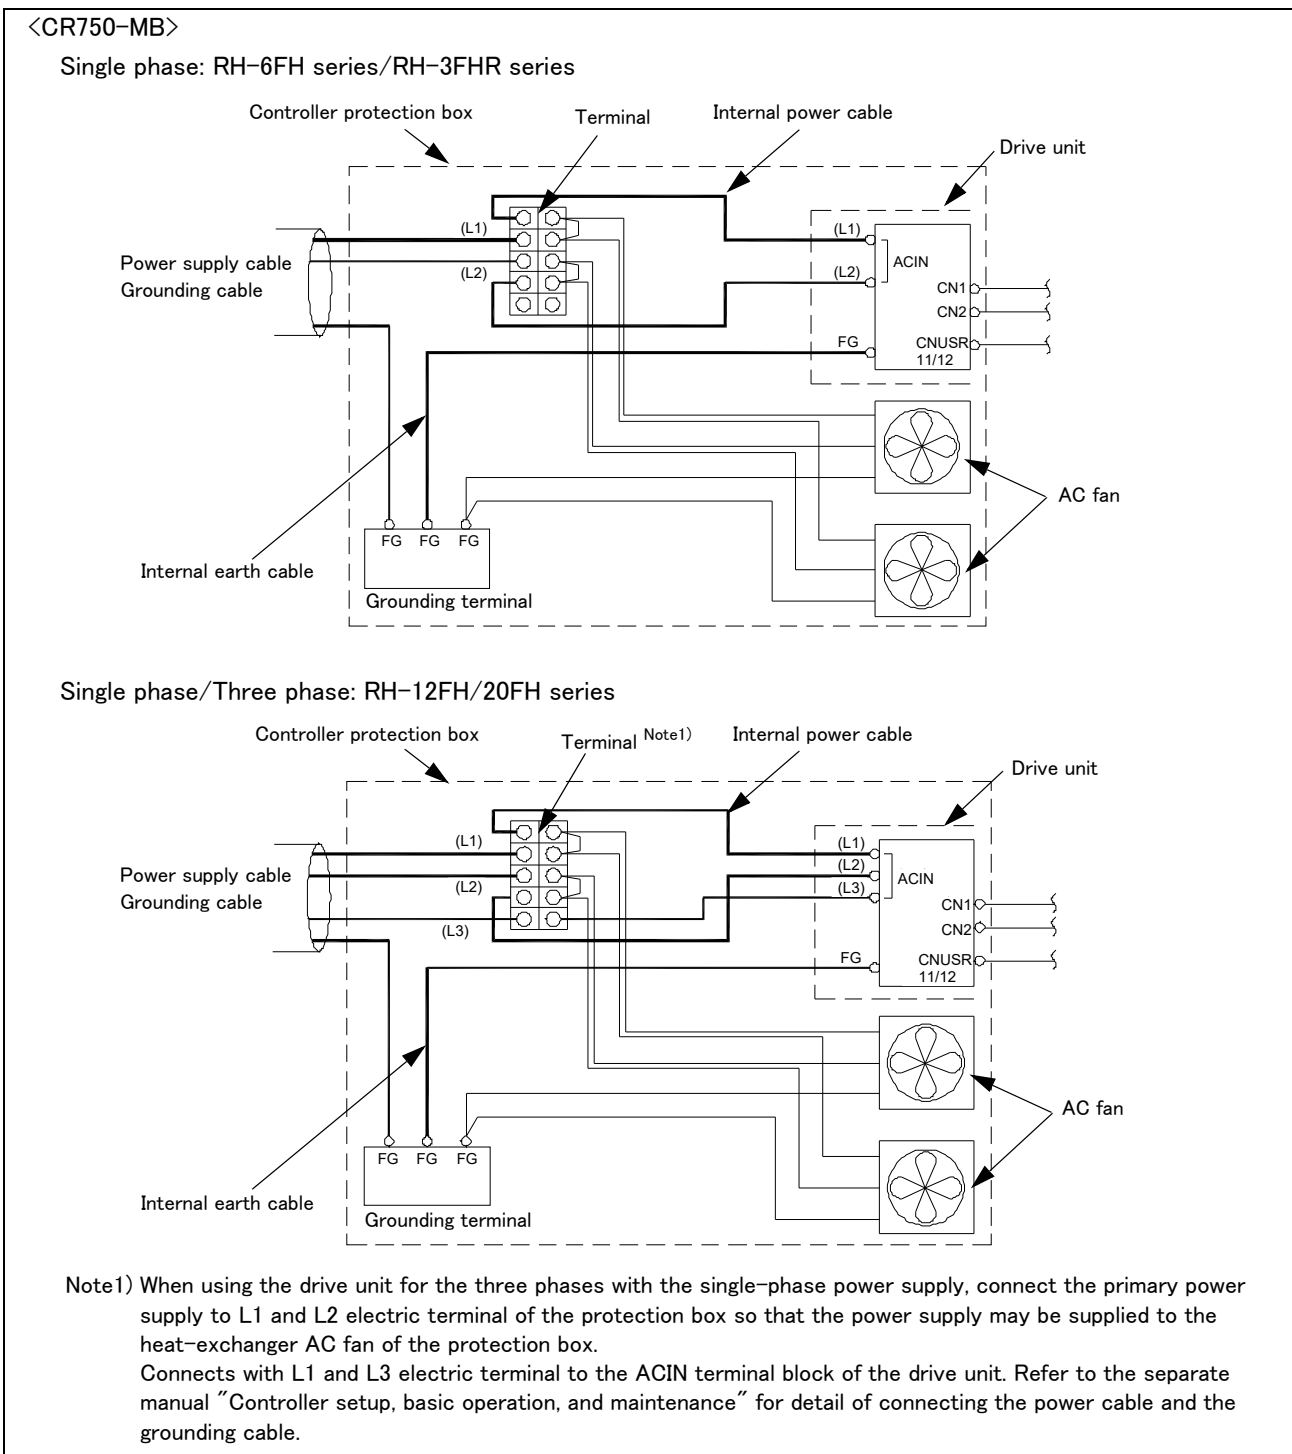 <CR750-MB>
Single phase: RH-6FH series/RH-3FHR series
Controller protection box
Terminal
Internal power cable
Drive unit
(L1)
(L1)
Power supply cable
Grounding cable
(L2)
(L2)
ACIN
CN1
CN2
FG
CNUSR
11/12
AC fan
FG FG FG
Internal earth cable
Grounding terminal
Single phase/Three phase: RH-12FH/20FH series
Controller protection box
Terminal Note1)
Internal power cable
Drive unit
(L1)
(L1)
Power supply cable
Grounding cable
(L2)
(L2)
ACIN
(L3)
(L3)
CN1
CN2
FG
CNUSR
11/12
AC fan
FG FG FG
Internal earth cable
Grounding terminal
Note1) When using the drive unit for the three phases with the single-phase power supply, connect the primary power
supply to L1 and L2 electric terminal of the protection box so that the power supply may be supplied to the
heat-exchanger AC fan of the protection box.
Connects with L1 and L3 electric terminal to the ACIN terminal block of the drive unit. Refer to the separate
manual "Controller setup, basic operation, and maintenance" for detail of connecting the power cable and the
grounding cable.